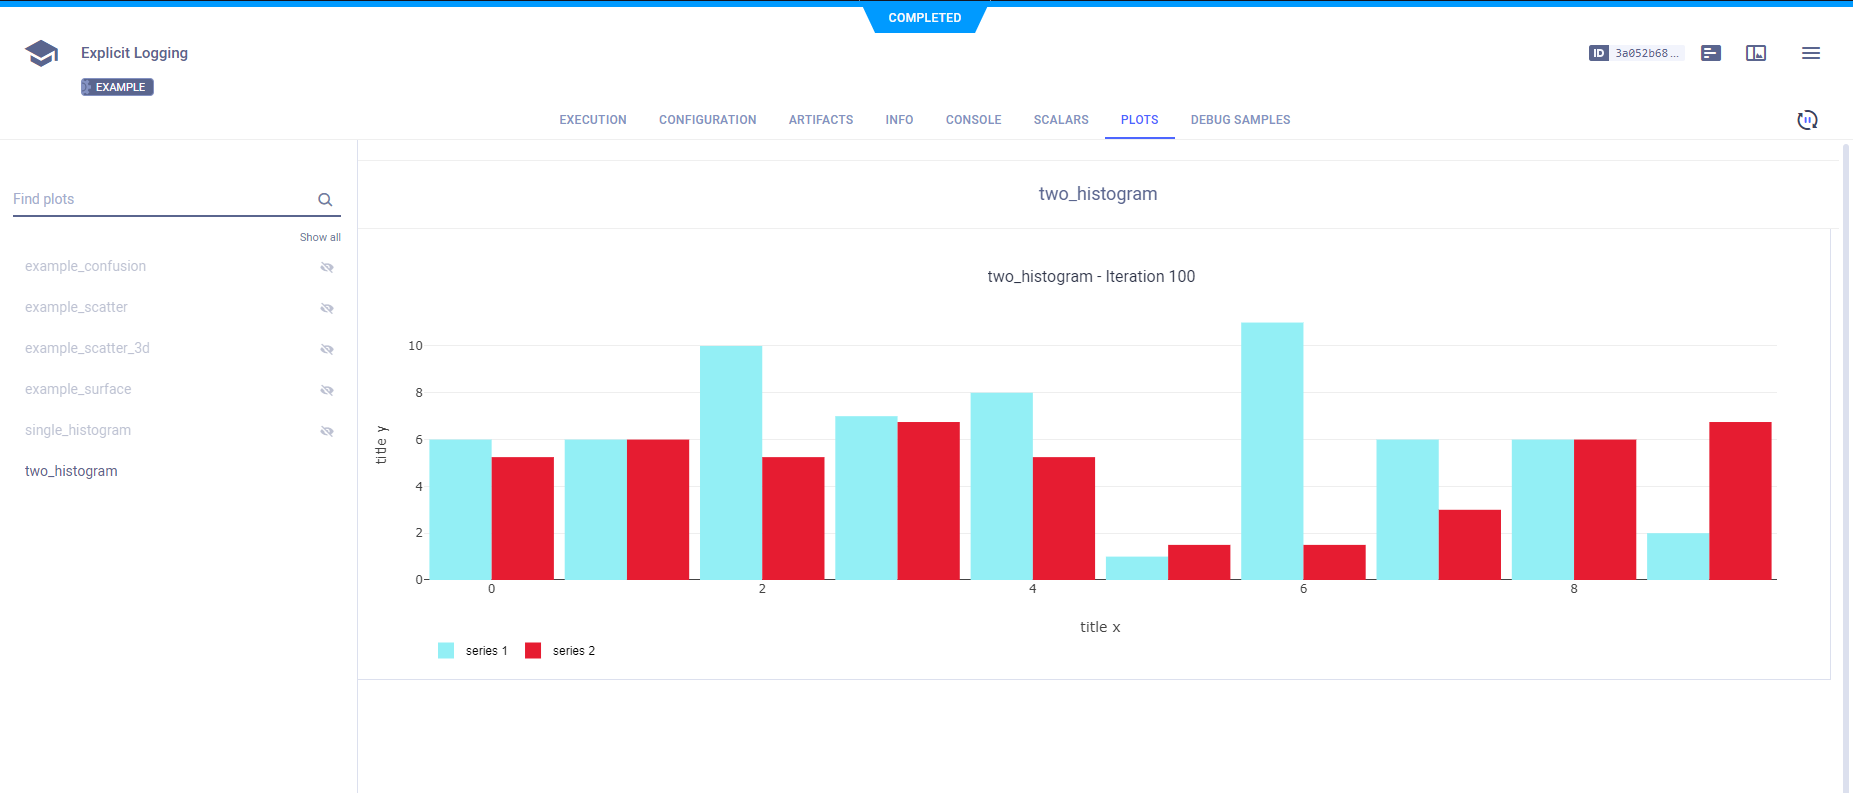 COMPLETED
Explicit Logging
EXAMPLE
ID 3a052b68...
EXECUTION CONFIGURATION ARTIFACTS INFO CONSOLE SCALARS PLOTS DEBUG SAMPLES
Find plots
Show all
example_confusion
example_scatter
example_scatter_3d
example_surface
single_histogram
two_histogram
two_histogram
two_histogram - Iteration 100
title y
10
8
6
4
2
0
0 2 4 6 8
title x
series 1 series 2